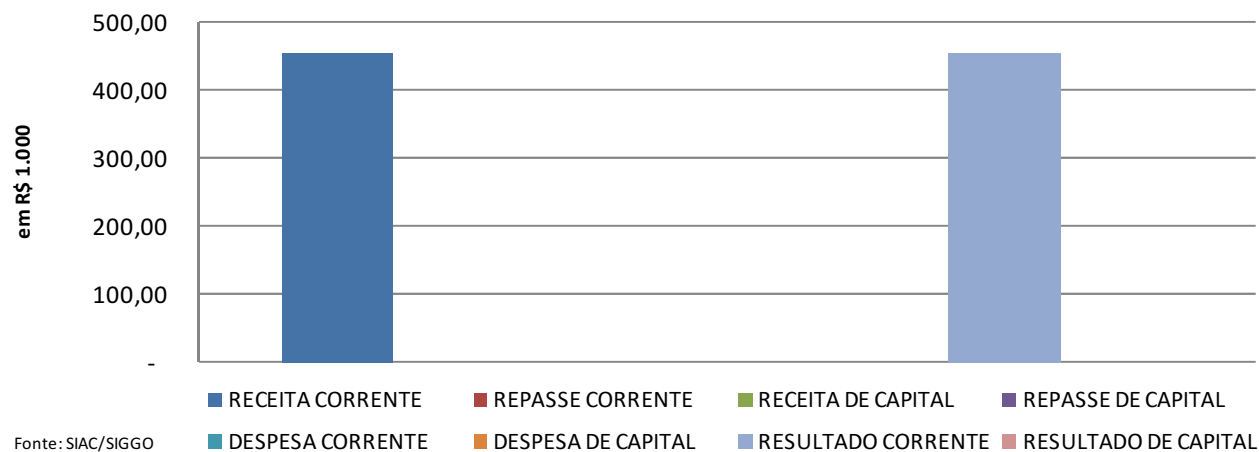 500,00
400,00
300,00
200,00
100,00
-
em R$ 1.000
RECEITA CORRENTE REPASSE CORRENTE RECEITA DE CAPITAL REPASSE DE CAPITAL
DESPESA CORRENTE DESPESA DE CAPITAL RESULTADO CORRENTE RESULTADO DE CAPITAL
Fonte: SIAC/SIGGO